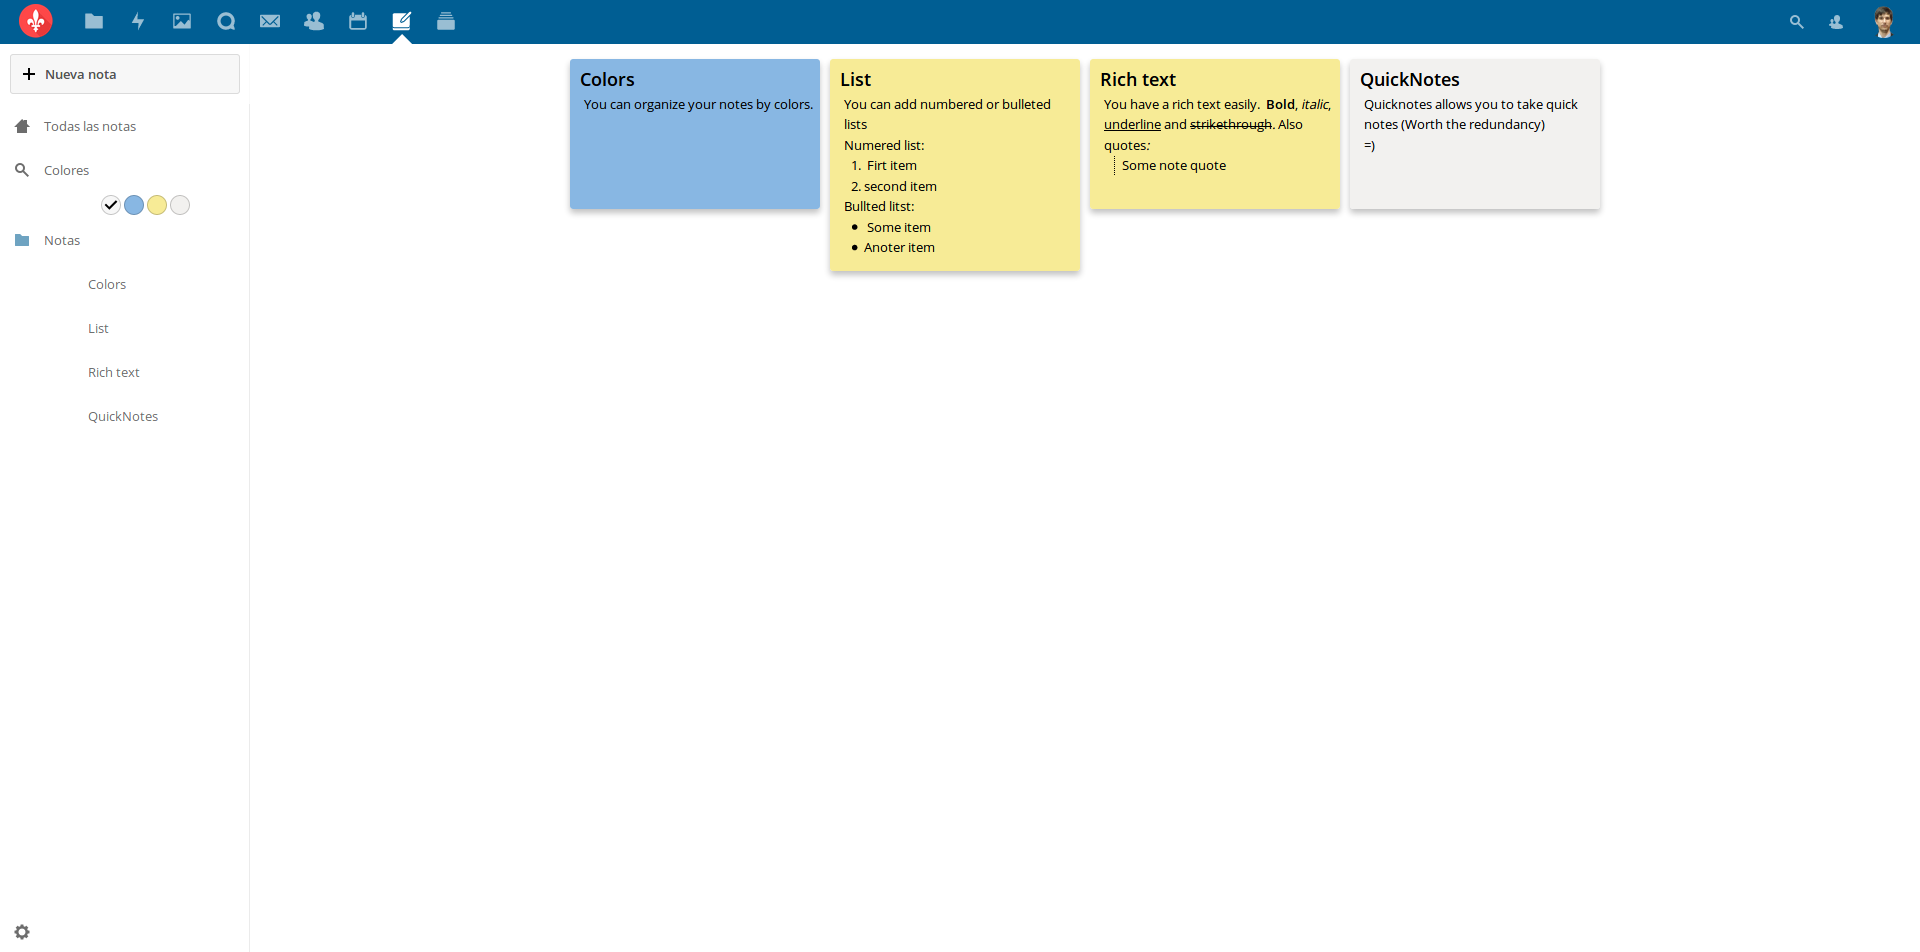 Nueva nota
Todas las notas
Colores
Notas
Colors
List
Rich text
QuickNotes
Colors
You can organize your notes by colors.
List
You can add numbered or bulleted
lists
Numered list:
1. Firt item
2. second item
Bullted litst:
• Some item
• Anoter item
Rich text
You have a rich text easily. Bold, italic,
underline and strikethrough. Also
quotes:
Some note quote
QuickNotes
Quicknotes allows you to take quick
notes (Worth the redundancy)
=)